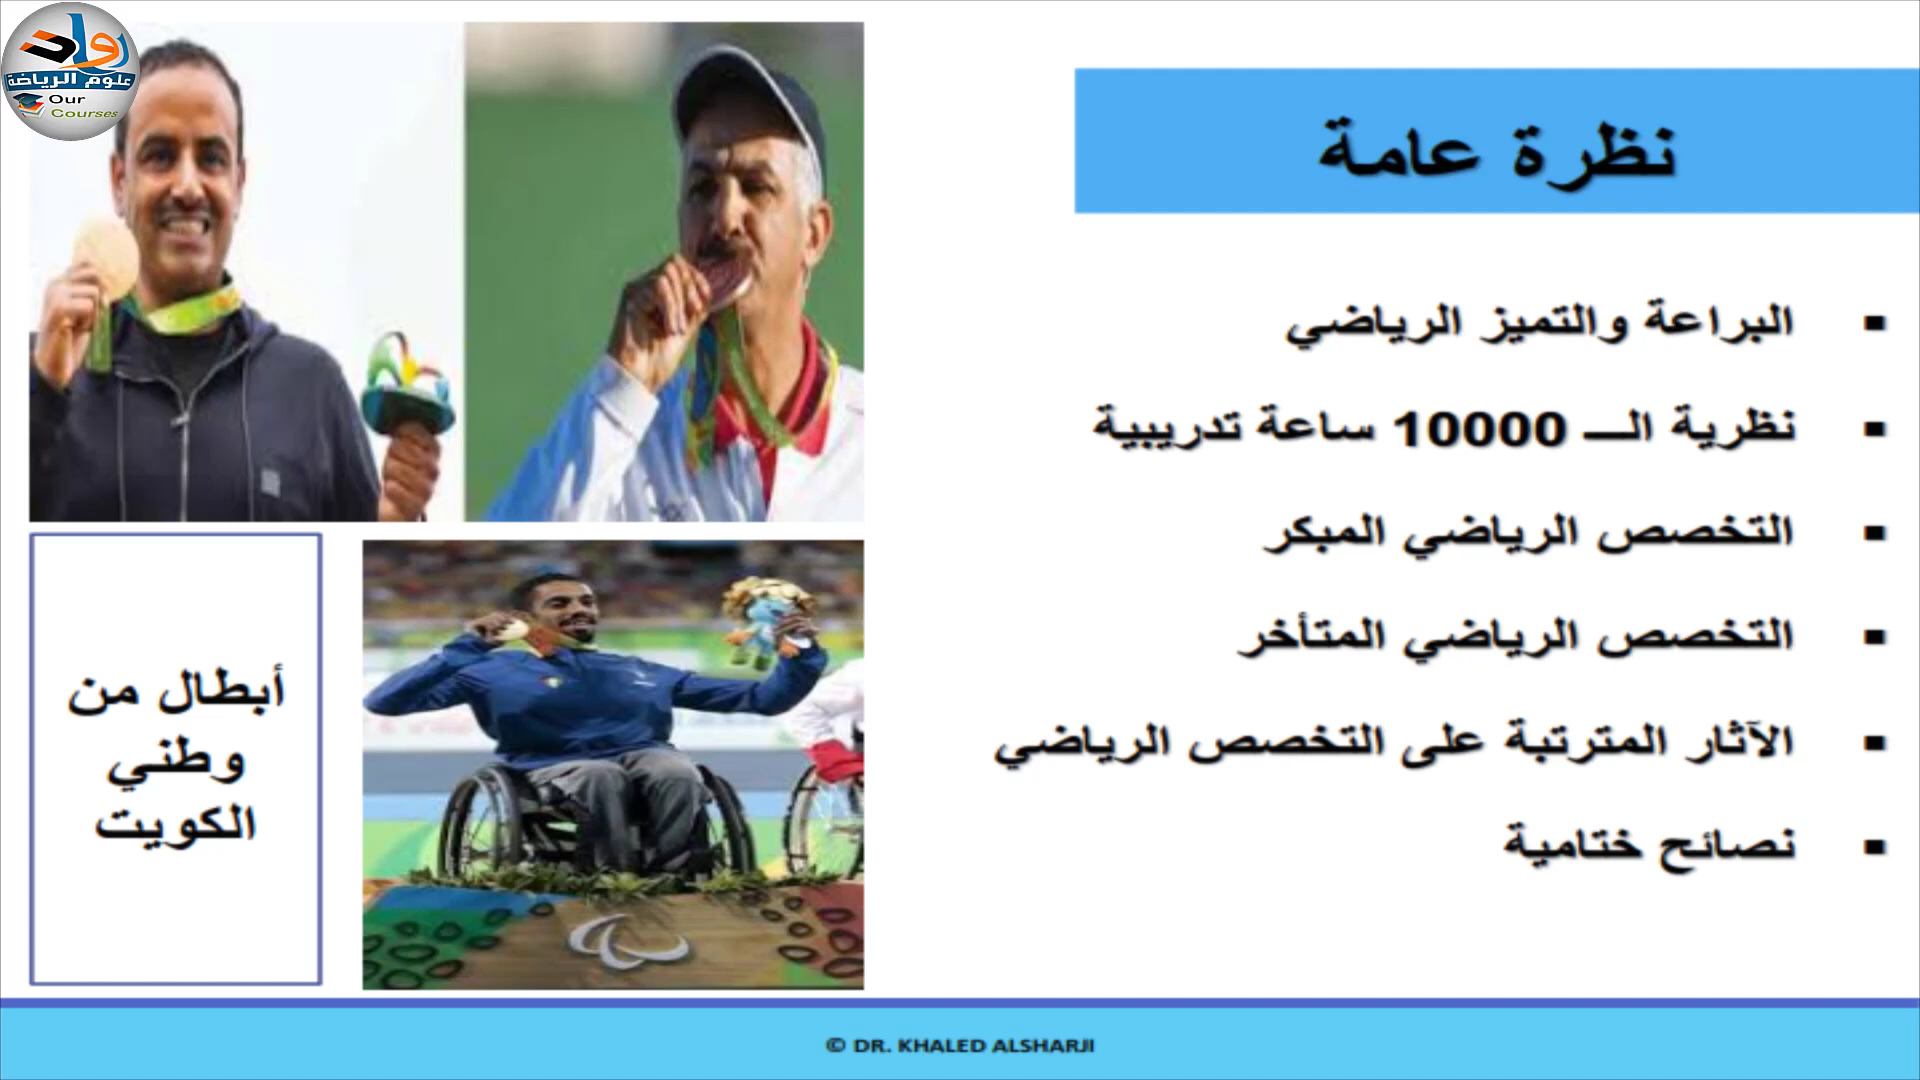 رواد
علوم الرياضة
Our
Courses
نظرة عامة
البراعة والتميز الرياضي
نظرية الـــ 10000 ساعة تدريبية
التخصص الرياضي المبكر
التخصص الرياضي المتأخر
الآثار المترتبة على التخصص الرياضي
نصائح ختامية
أبطال من
وطني
الكويت
© DR. KHALED ALSHARJI